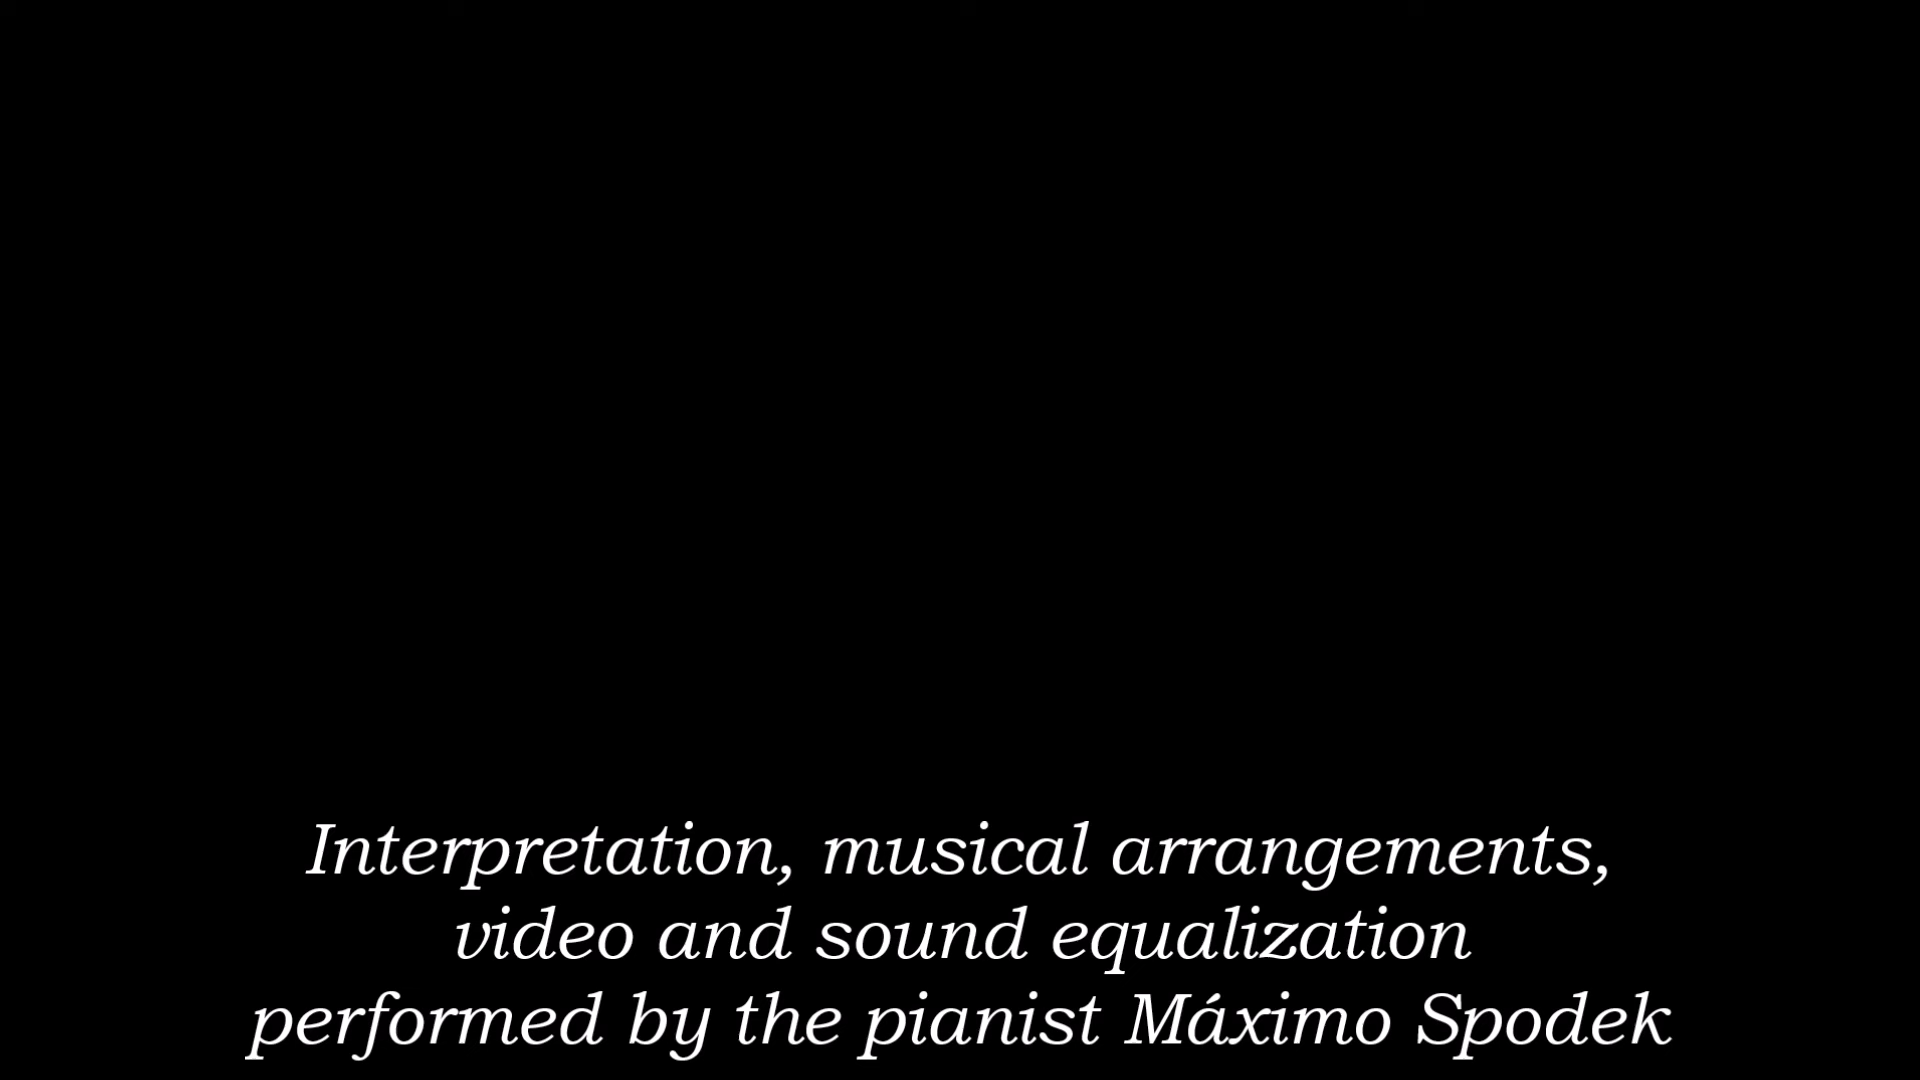 Interpretation, musical arrangements,
video and sound equalization
performed by the pianist Máximo Spodek